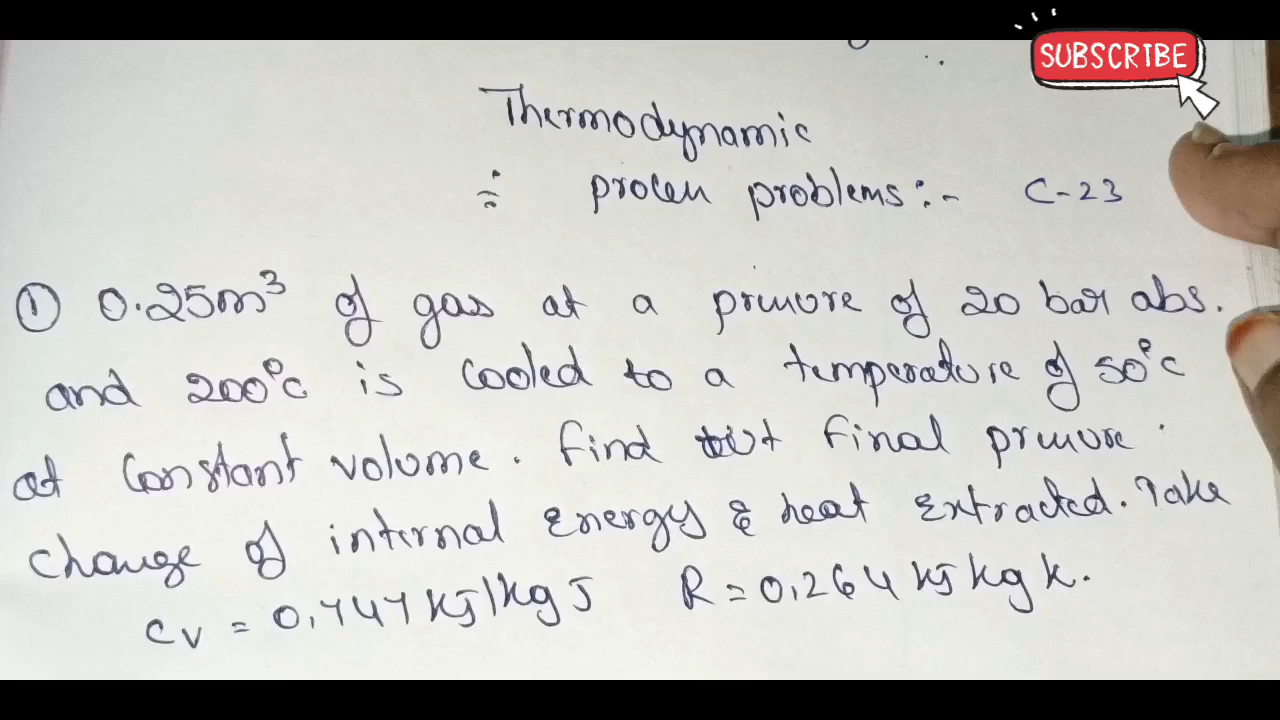 SUBSCRIBE
Thermodynamic
÷ process problems:- C-23
① 0.25m³ of gas at a pressure of 20 bar abs.
and 200°C is cooled to a temperature of 50°C
at constant volume. Find out final pressure.
change of internal energy & heat extracted. Take
Cv = 0.747 kJ/kg J R = 0.264 kJ kg k.